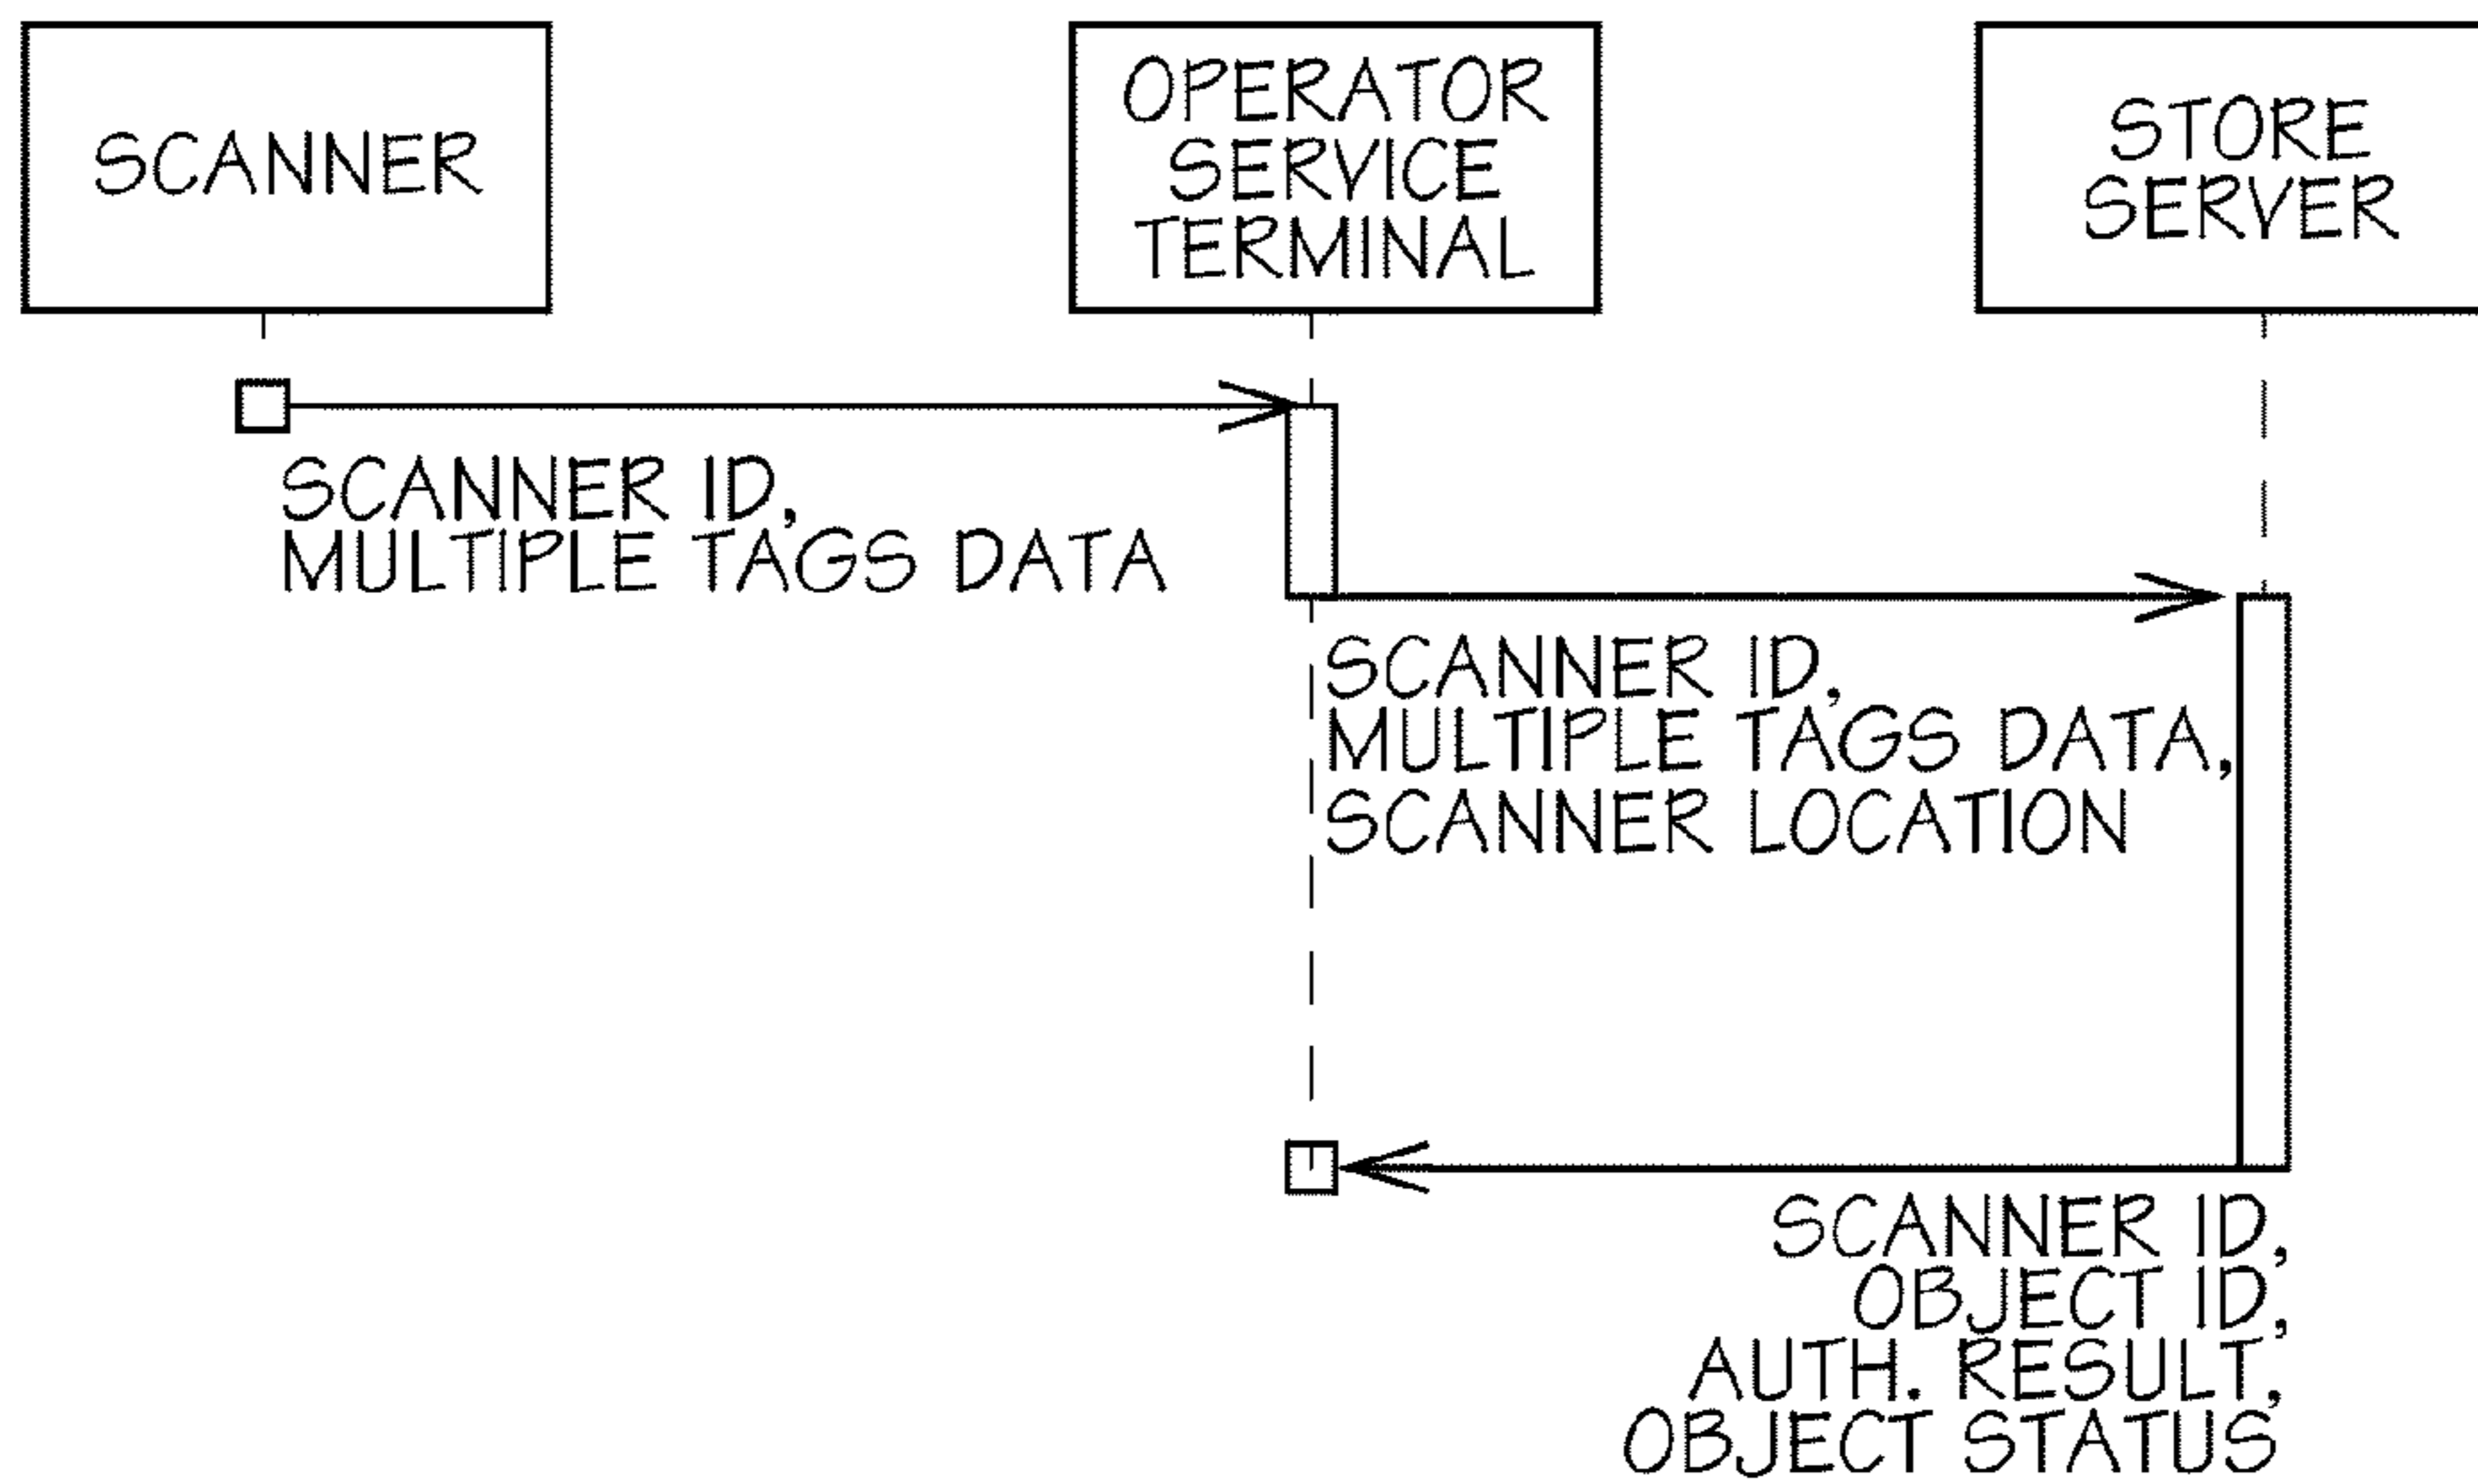 SCANNER
OPERATOR
SERVICE
TERMINAL
STORE
SERVER
SCANNER ID,
MULTIPLE TAGS DATA
SCANNER ID,
MULTIPLE TAGS DATA,
SCANNER LOCATION
SCANNER ID,
OBJECT ID,
AUTH. RESULT,
OBJECT STATUS